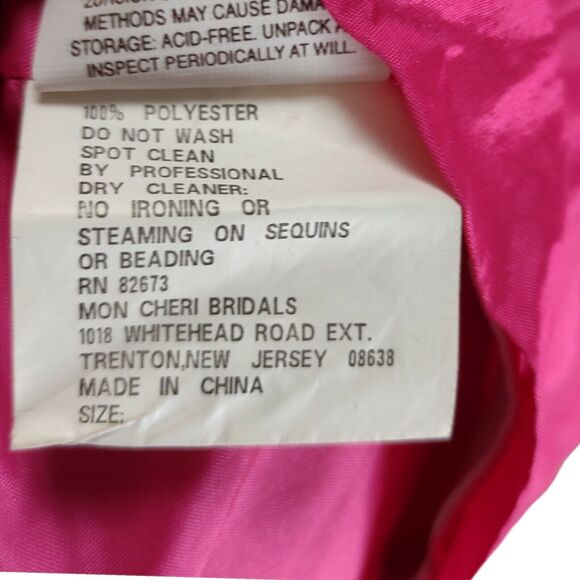 METHODS MAY CAUSE
STORAGE: ACID-FREE. UNPACK
INSPECT PERIODICALLY AT WILL.
100% POLYESTER
DO NOT WASH
SPOT CLEAN
BY PROFESSIONAL
DRY CLEANER:
NO IRONING OR
STEAMING ON SEQUINS
OR BEADING
RN 82673
MON CHERI BRIDALS
1018 WHITEHEAD ROAD EXT.
TRENTON,NEW JERSEY 08638
MADE IN CHINA
SIZE: